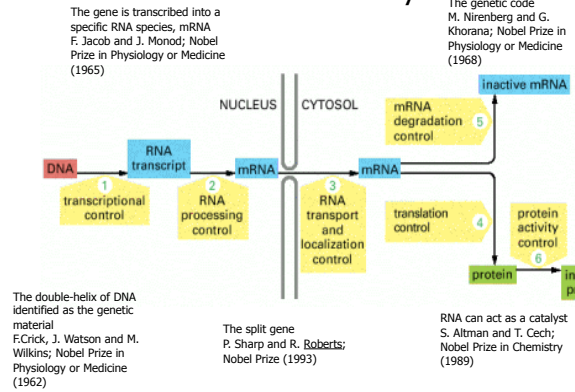 The gene is transcribed into a
specific RNA species, mRNA
F. Jacob and J. Monod; Nobel
Prize in Physiology or Medicine
(1965)
The genetic code
M. Nirenberg and G.
Khorana; Nobel Prize in
Physiology or Medicine
(1968)
NUCLEUS
CYTOSOL
inactive mRNA
mRNA
degradation
control
5
DNA
RNA
transcript
mRNA
mRNA
1
transcriptional
control
2
RNA
processing
control
3
RNA
transport
and
localization
control
translation
control
4
protein
activity
control
6
protein
The double-helix of DNA
identified as the genetic
material
F.Crick, J. Watson and M.
Wilkins; Nobel Prize in
Physiology or Medicine
(1962)
The split gene
P. Sharp and R. Roberts;
Nobel Prize (1993)
RNA can act as a catalyst
S. Altman and T. Cech;
Nobel Prize in Chemistry
(1989)